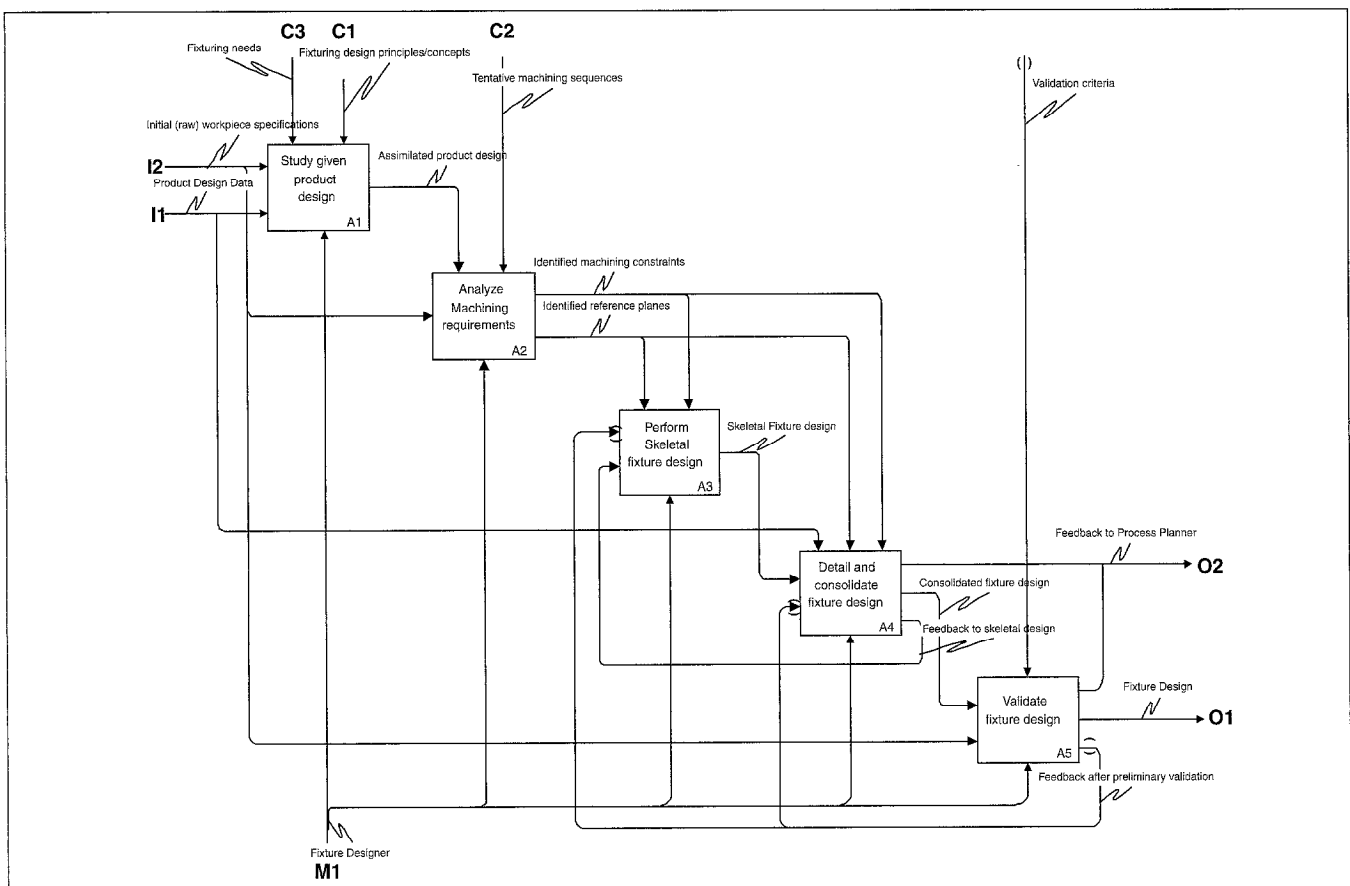 C3 C1 C2
Fixturing needs
Fixturing design principles/concepts
Tentative machining sequences
( )
Validation criteria
Initial (raw) workpiece specifications
I2
Product Design Data
I1
Study given
product
design
A1
Assimilated product design
Analyze
Machining
requirements
A2
Identified machining constraints
Identified reference planes
Perform
Skeletal
fixture design
A3
Skeletal Fixture design
Detail and
consolidate
fixture design
A4
Feedback to Process Planner
O2
Consolidated fixture design
Feedback to skeletal design
Validate
fixture design
A5
Fixture Design
O1
Feedback after preliminary validation
Fixture Designer
M1